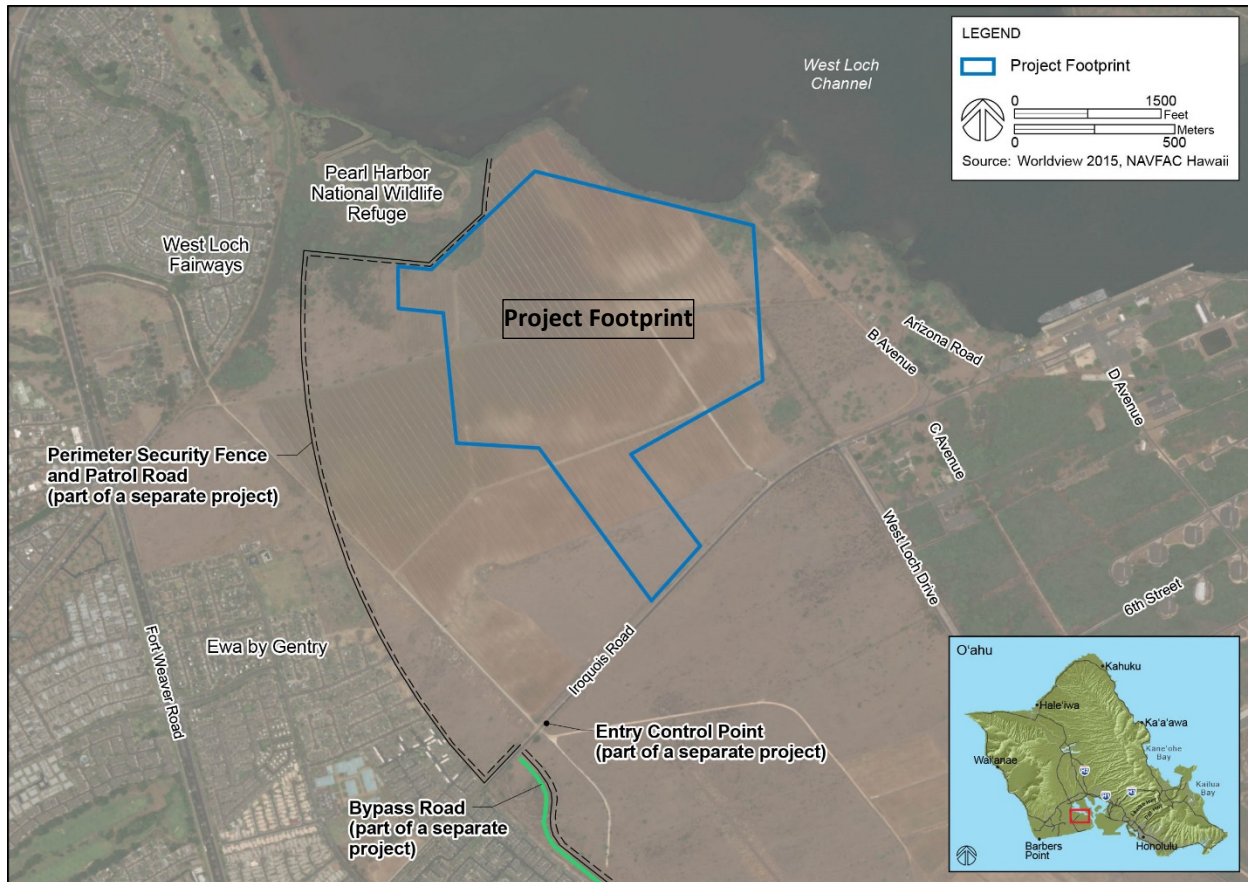 West Loch
Channel
LEGEND
Project Footprint
0 1500
Feet
Meters
0 500
Source: Worldview 2015, NAVFAC Hawaii
Pearl Harbor
National Wildlife
Refuge
West Loch
Fairways
Project Footprint
Arizona Road
B Avenue
D Avenue
C Avenue
Perimeter Security Fence
and Patrol Road
(part of a separate project)
West Loch Drive
6th Street
Fort Weaver Road
Ewa by Gentry
Iroquois Road
Entry Control Point
(part of a separate project)
Bypass Road
(part of a separate
project)
O'ahu
Kahuku
Hale'iwa
Ka'a'awa
Kane'ohe
Bay
Wai'anae
Kailua
Bay
Barbers
Point
Honolulu